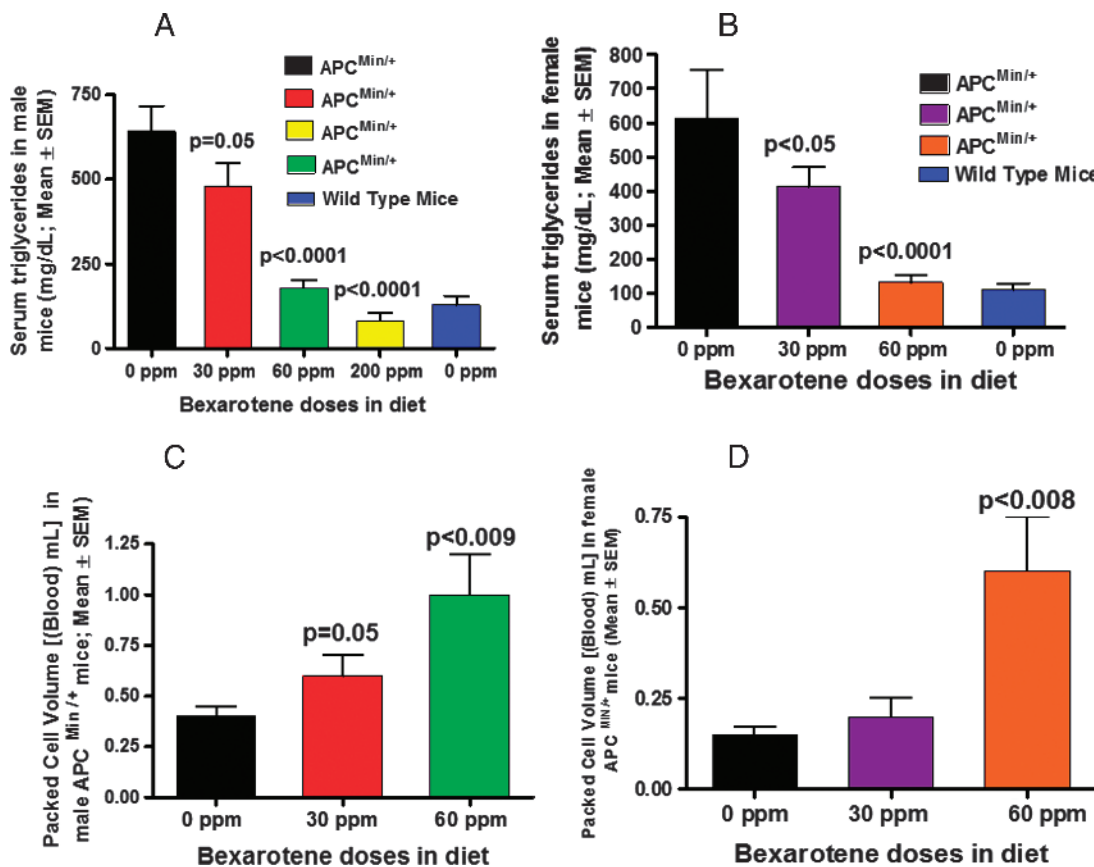 A
Serum triglycerides in male
mice (mg/dL; Mean ± SEM)
750
500
250
0
APC^Min/+
APC^Min/+
APC^Min/+
APC^Min/+
Wild Type Mice
p=0.05
p<0.0001
p<0.0001
0 ppm 30 ppm 60 ppm 200 ppm 0 ppm
Bexarotene doses in diet
B
Serum triglycerides in female
mice (mg/dL; Mean ± SEM)
800
700
600
500
400
300
200
100
0
APC^Min/+
APC^Min/+
APC^Min/+
Wild Type Mice
p<0.05
p<0.0001
0 ppm 30 ppm 60 ppm 0 ppm
Bexarotene doses in diet
C
Packed Cell Volume [(Blood) mL] in
male APC ^Min/+ mice; Mean ± SEM)
1.25
1.00
0.75
0.50
0.25
0.00
p=0.05
p<0.009
0 ppm 30 ppm 60 ppm
Bexarotene doses in diet
D
Packed Cell Volume [(Blood) mL] in female
APC ^MIN/+ mice (Mean ± SEM)
0.75
0.50
0.25
0.00
p<0.008
0 ppm 30 ppm 60 ppm
Bexarotene doses in diet